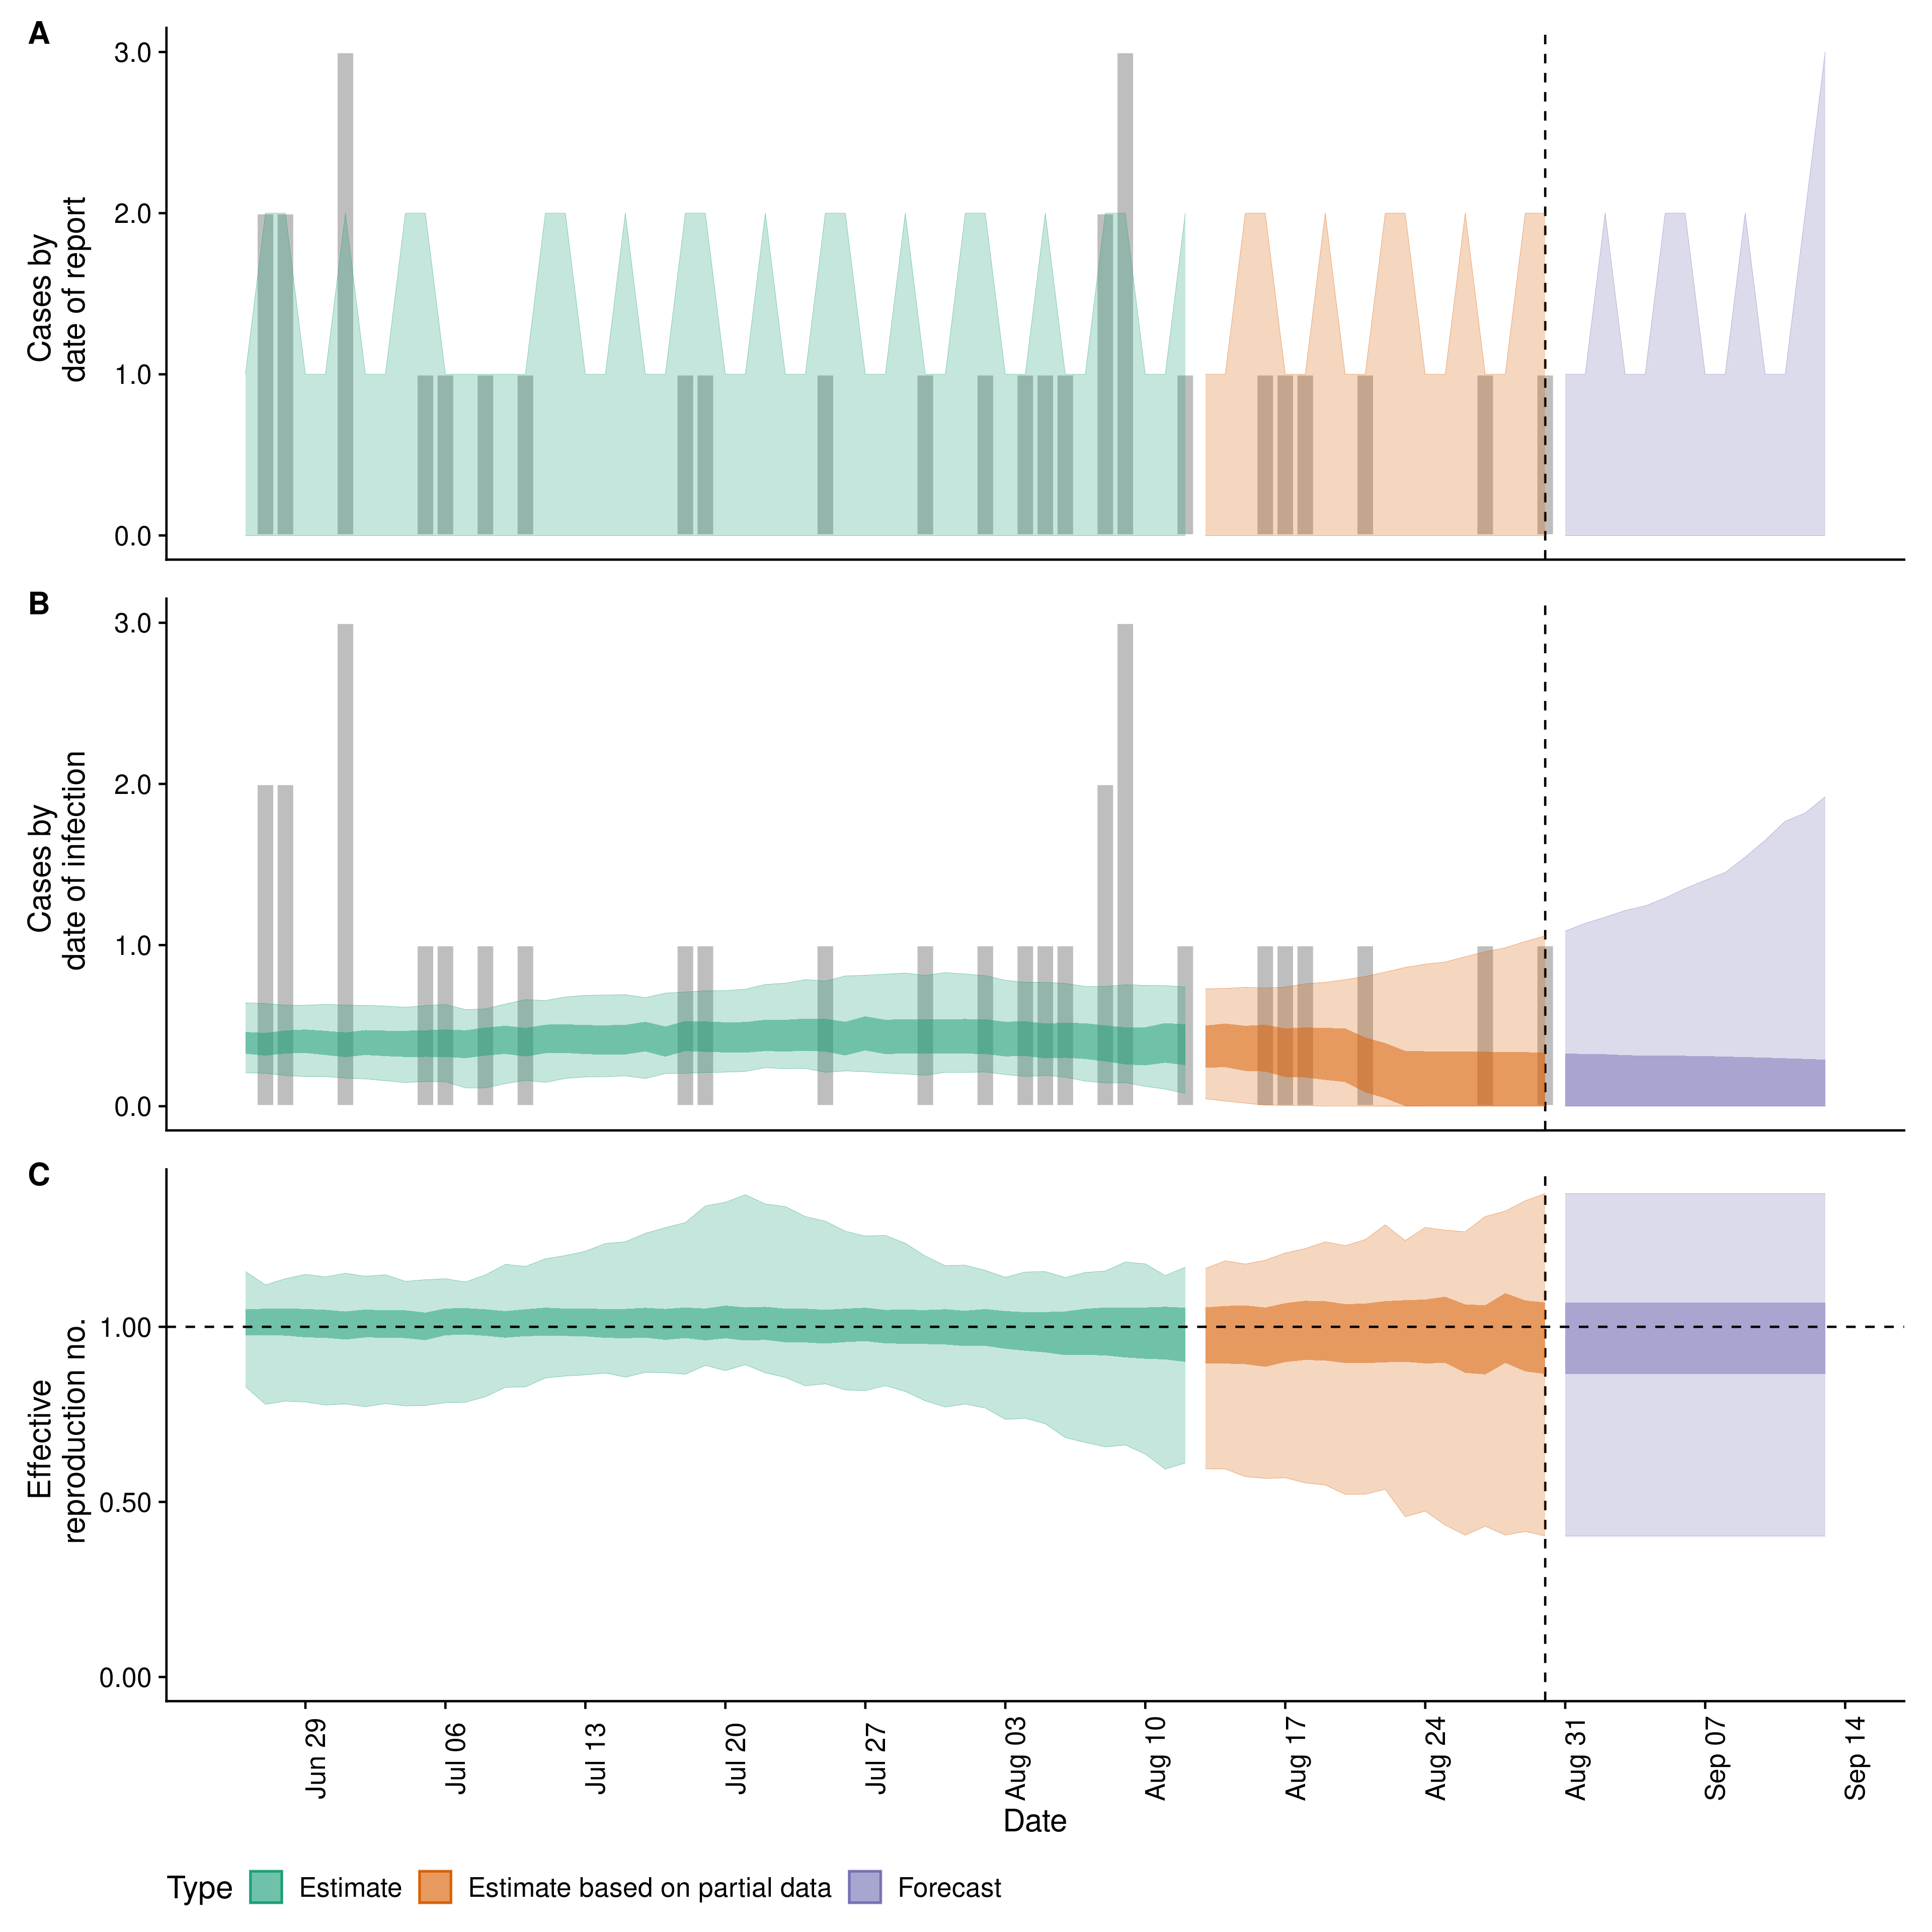 A
Cases by
date of report
3.0
2.0
1.0
0.0
B
Cases by
date of infection
3.0
2.0
1.0
0.0
C
Effective
reproduction no.
1.00
0.50
0.00
Jun 29
Jul 06
Jul 13
Jul 20
Jul 27
Aug 03
Aug 10
Aug 17
Aug 24
Aug 31
Sep 07
Sep 14
Date
Type Estimate Estimate based on partial data Forecast